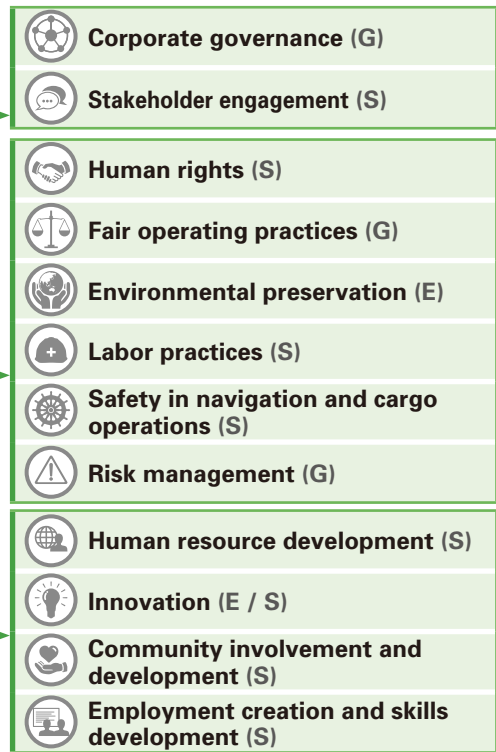 Corporate governance (G)
Stakeholder engagement (S)
Human rights (S)
Fair operating practices (G)
Environmental preservation (E)
Labor practices (S)
Safety in navigation and cargo
operations (S)
Risk management (G)
Human resource development (S)
Innovation (E / S)
Community involvement and
development (S)
Employment creation and skills
development (S)